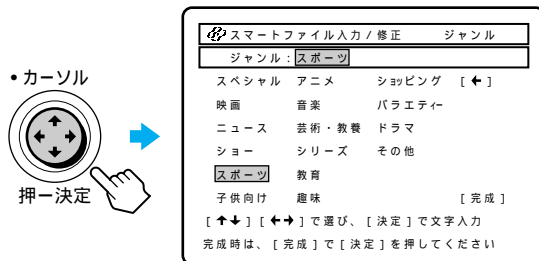 スマートファイル入力/修正 ジャンル
ジャンル:スポーツ
スペシャル アニメ ショッピング [←]
映画 音楽 バラエティー
ニュース 芸術・教養 ドラマ
ショー シリーズ その他
スポーツ 教育
子供向け 趣味 [完成]
[↑↓][←→]で選び、[決定]で文字入力
完成時は、[完成]で[決定]を押してください
•カーソル
押ー決定